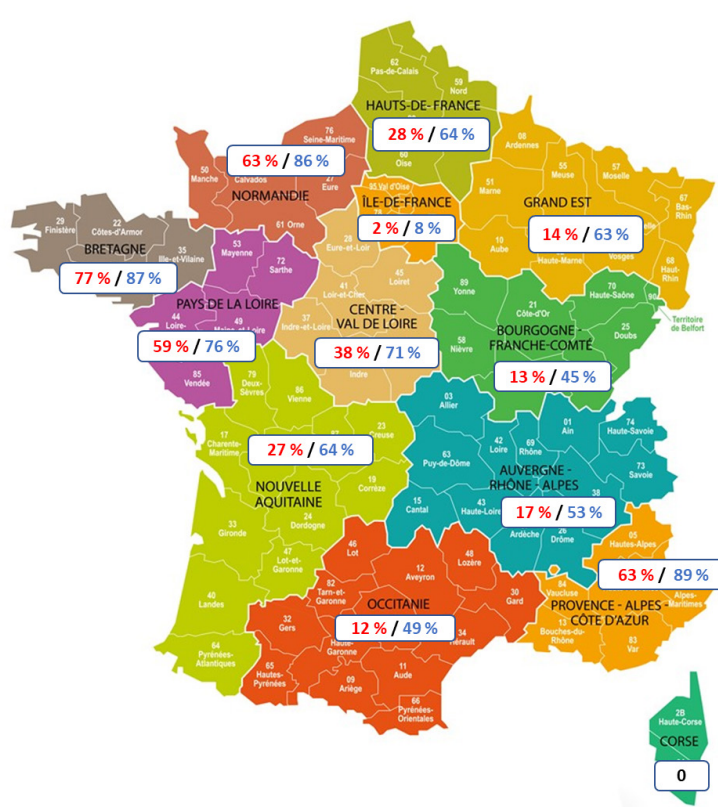 62
Pas-de-Calais
59
Nord
HAUTS-DE-FRANCE
28 % / 64 %
60
Oise
76
Seine-Maritime
63 % / 86 %
50
Manche
Calvados
27
Eure
NORMANDIE
61 Orne
95 Val d'Oise
ÎLE-DE-FRANCE
2 % / 8 %
08
Ardennes
51
Marne
55
Meuse
57
Moselle
67
Bas-
Rhin
GRAND EST
14 % / 63 %
10
Aube
Haute-Marne
Vosges
68
Haut-
Rhin
29
Finistère
22
Côtes-d'Armor
BRETAGNE
35
Ille-et-Vilaine
77 % / 87 %
53
Mayenne
72
Sarthe
PAYS DE LA LOIRE
44
Loire-
49
Maine-et-Loire
59 % / 76 %
85
Vendée
28
Eure-et-Loir
45
Loiret
41
Loir-et-Cher
CENTRE -
VAL DE LOIRE
37
Indre-et-Loire
38 % / 71 %
Indre
89
Yonne
21
Côte-d'Or
70
Haute-Saône
90
Territoire
de Belfort
25
Doubs
58
Nièvre
BOURGOGNE -
FRANCHE-COMTÉ
13 % / 45 %
79
Deux-
Sèvres
86
Vienne
17
Charente-
Maritime
23
Creuse
27 % / 64 %
19
Corrèze
NOUVELLE
AQUITAINE
24
Dordogne
33
Gironde
47
Lot-et-
Garonne
40
Landes
64
Pyrénées-
Atlantiques
03
Allier
01
Ain
74
Haute-Savoie
42
Loire
69
Rhône
63
Puy-de-Dôme
73
Savoie
AUVERGNE -
RHÔNE - ALPES
15
Cantal
43
Haute-Loire
38
17 % / 53 %
Ardèche
26
Drôme
46
Lot
48
Lozère
12
Aveyron
82
Tarn-et-
Garonne
30
Gard
OCCITANIE
32
Gers
12 % / 49 %
34
Hérault
Haute-
Garonne
65
Hautes-
Pyrénées
11
Aude
09
Ariège
66
Pyrénées-
Orientales
05
Hautes-Alpes
63 % / 89 %
84
Vaucluse
Alpes-
Maritimes
PROVENCE - ALPES -
CÔTE D'AZUR
13
Bouches-du-
Rhône
83
Var
2B
Haute-Corse
CORSE
0